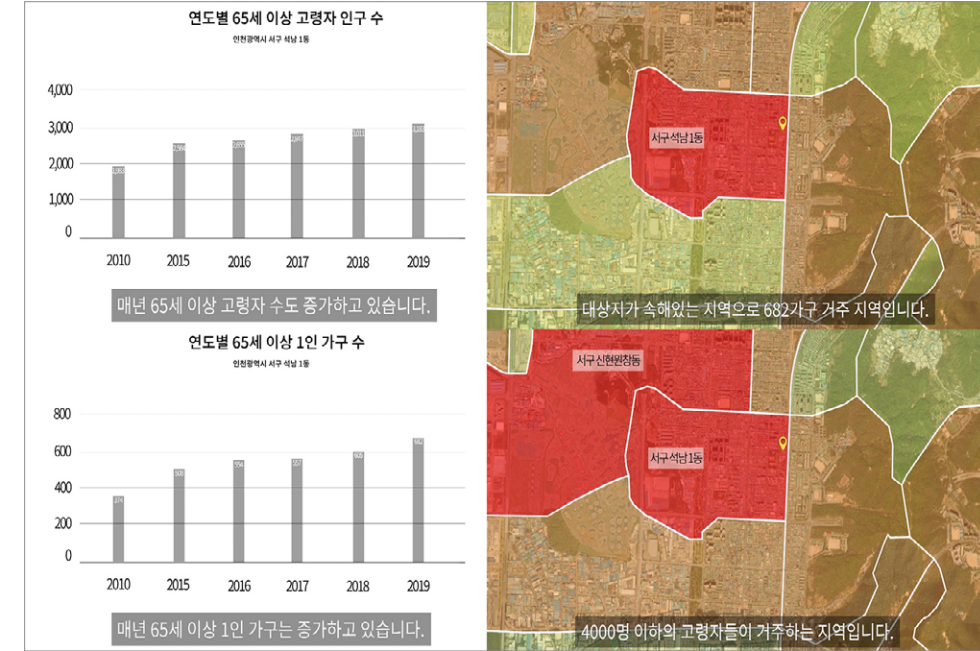 연도별 65세 이상 고령자 인구 수
인천광역시 서구 석남 1동
4,000
3,000
2,000
1,000
0
2010
2015
2016
2017
2018
2019
매년 65세 이상 고령자 수도 증가하고 있습니다.
서구 석남 1동
대상지가 속해있는 지역으로 682가구 거주 지역입니다.
연도별 65세 이상 1인 가구 수
인천광역시 서구 석남 1동
800
600
400
200
0
374
554
557
2010
2015
2016
2017
2018
2019
매년 65세 이상 1인 가구는 증가하고 있습니다.
서구 신현원창동
서구 석남 1동
4000명 이하의 고령자들이 거주하는 지역입니다.